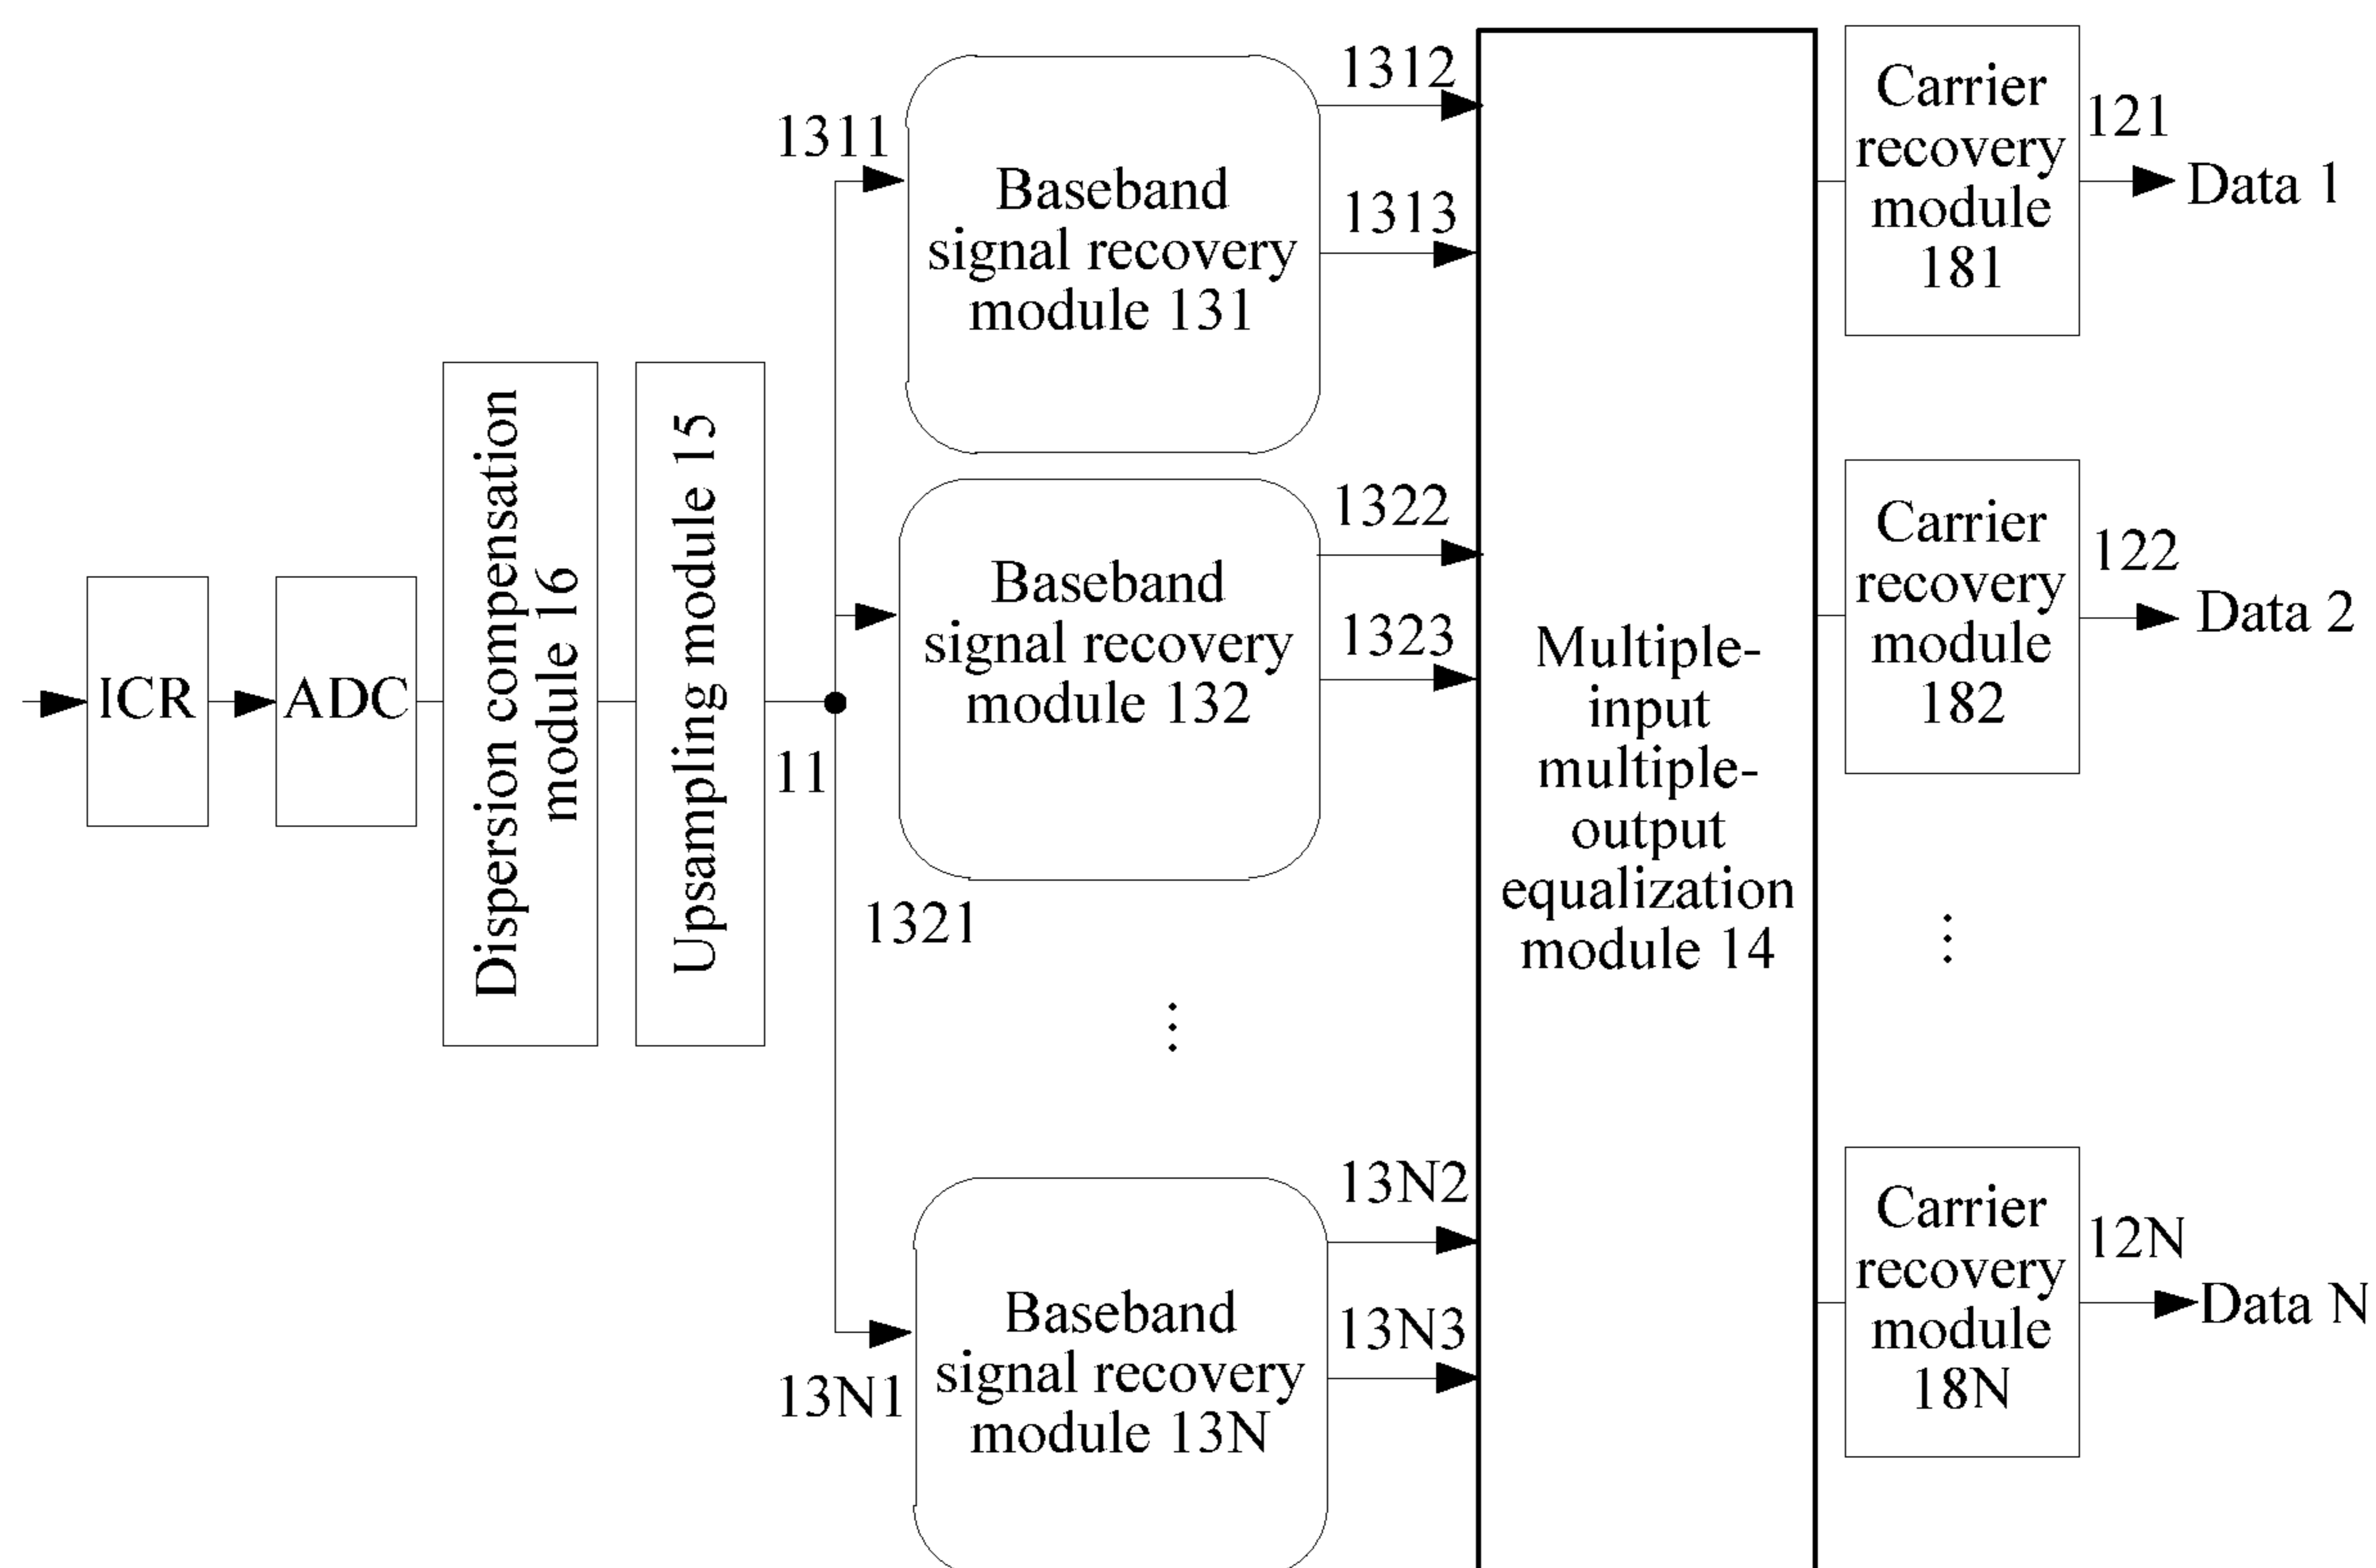 ICR
ADC
Dispersion compensation
module 16
Upsampling module 15
11
1311
Baseband
signal recovery
module 131
1312
1313
1321
Baseband
signal recovery
module 132
1322
1323
⋮
13N1
Baseband
signal recovery
module 13N
13N2
13N3
Multiple-
input
multiple-
output
equalization
module 14
Carrier
recovery
module
181
121
Data 1
Carrier
recovery
module
182
122
Data 2
⋮
Carrier
recovery
module
18N
12N
Data N